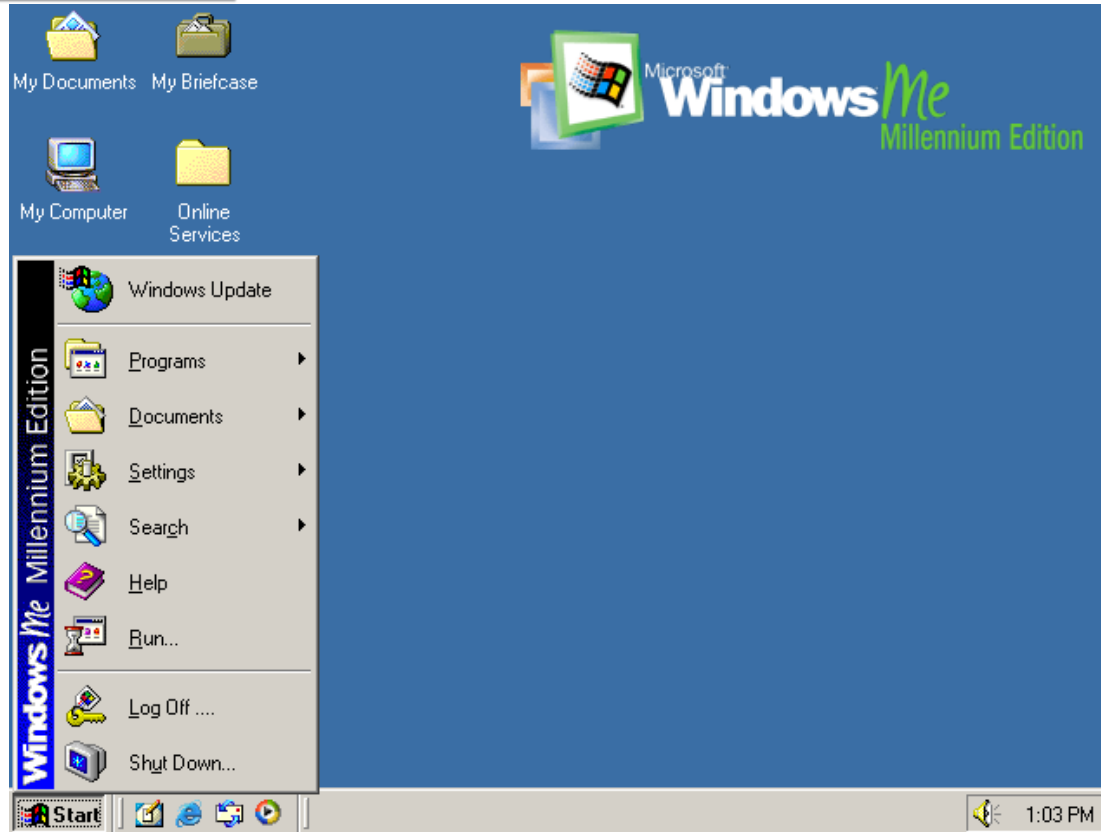 My Documents
My Briefcase
Microsoft
Windows Me
Millennium Edition
My Computer
Online
Services
Windows Update
Programs
Documents
Settings
Search
Help
Run...
Log Off ....
Shut Down...
Windows Me Millennium Edition
Start
1:03 PM